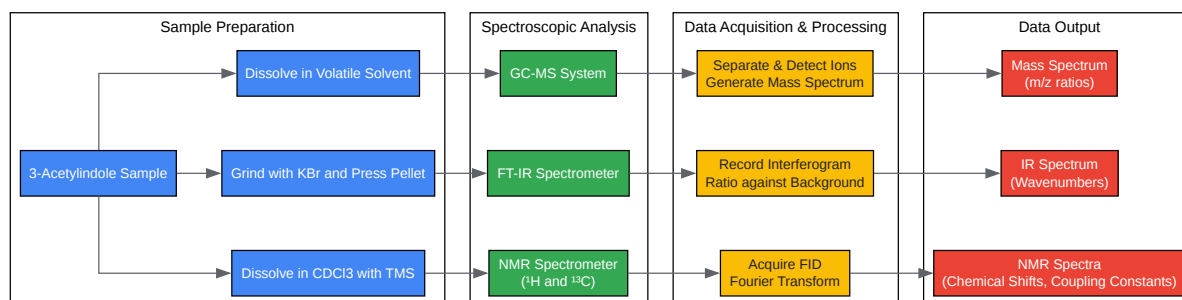 Sample Preparation
Spectroscopic Analysis
Data Acquisition & Processing
Data Output
Dissolve in Volatile Solvent
GC-MS System
Separate & Detect Ions
Generate Mass Spectrum
Mass Spectrum
(m/z ratios)
3-Acetylindole Sample
Grind with KBr and Press Pellet
FT-IR Spectrometer
Record Interferogram
Ratio against Background
IR Spectrum
(Wavenumbers)
Dissolve in CDCl3 with TMS
NMR Spectrometer
(¹H and ¹³C)
Acquire FID
Fourier Transform
NMR Spectra
(Chemical Shifts, Coupling Constants)